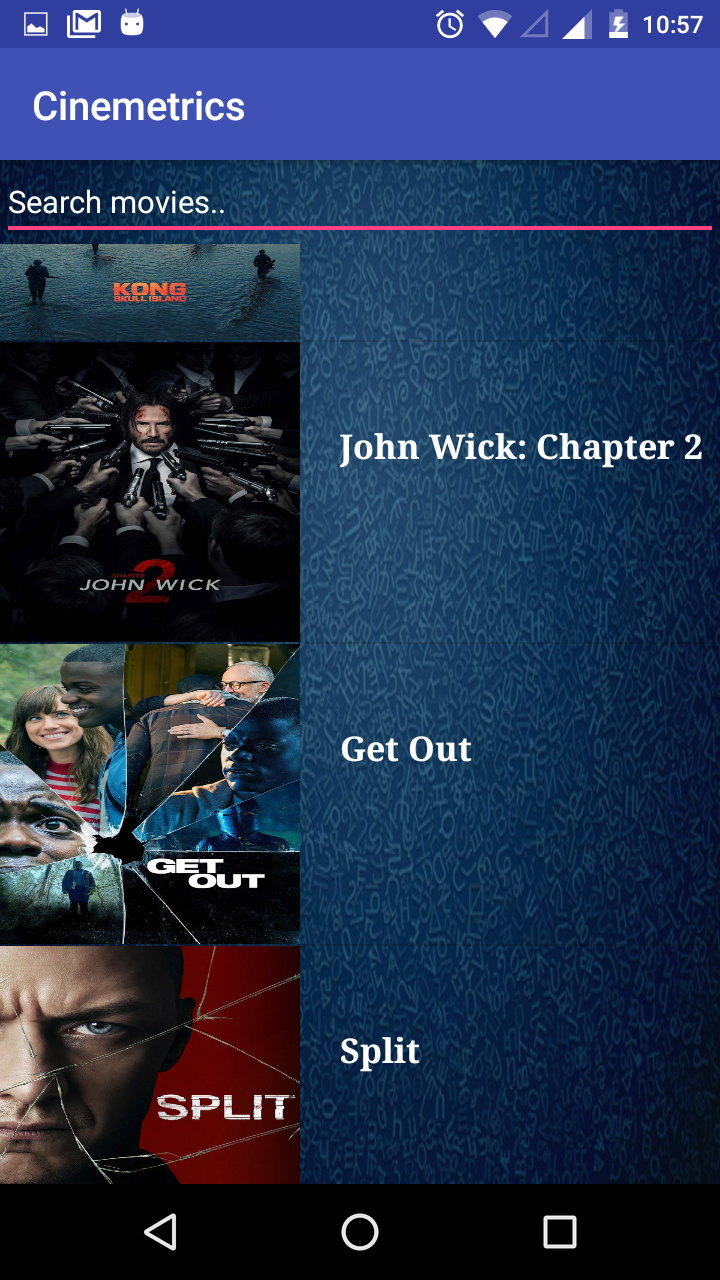 10:57
Cinemetrics
Search movies..
KONG
SKULL ISLAND
John Wick: Chapter 2
CHAPTER
2
JOHN WICK
Get Out
GET
OUT
Split
SPLIT